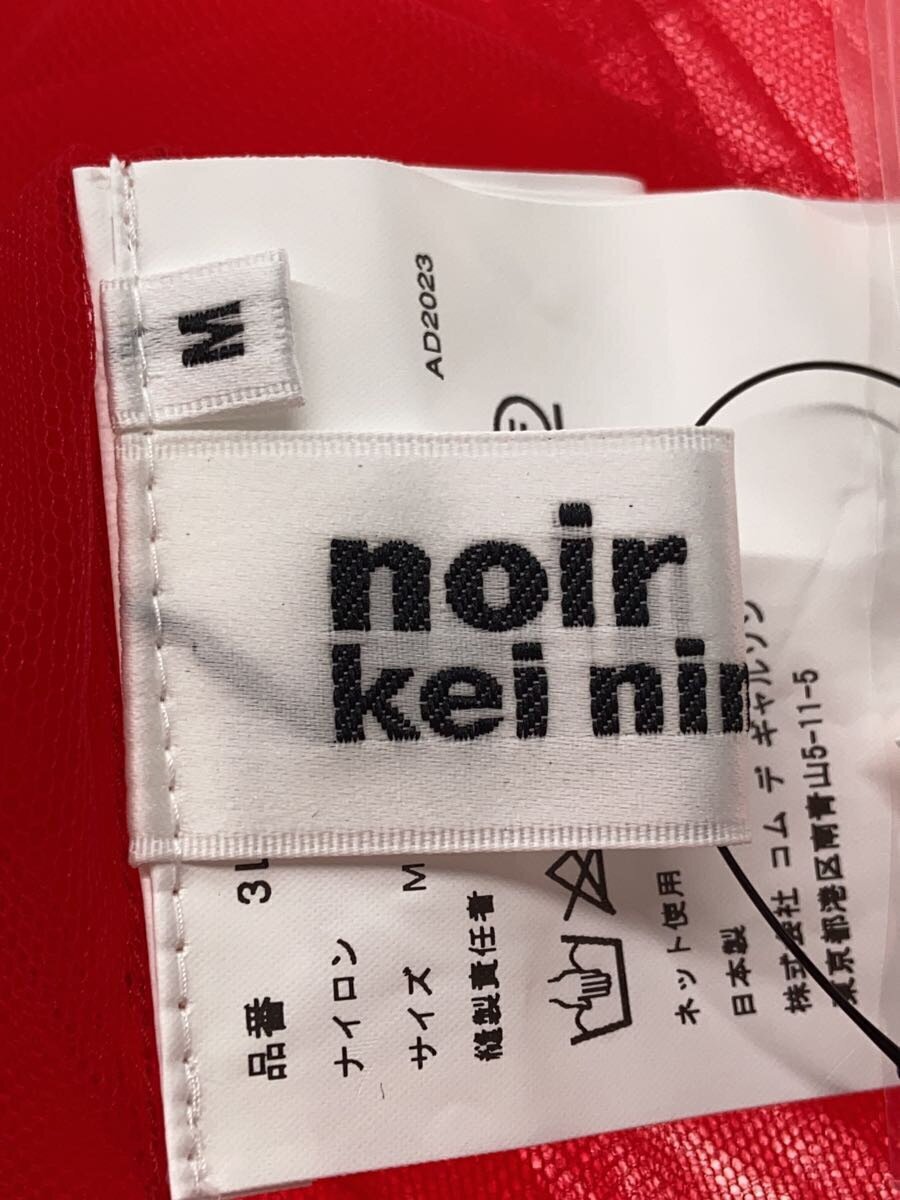 M
AD2023
noir
kei nin
品番 3
ナイロン
サイズ M
縫製責任者
ネット使用
日本製
株式会社 コム デ ギャルソン
東京都港区南青山5-11-5